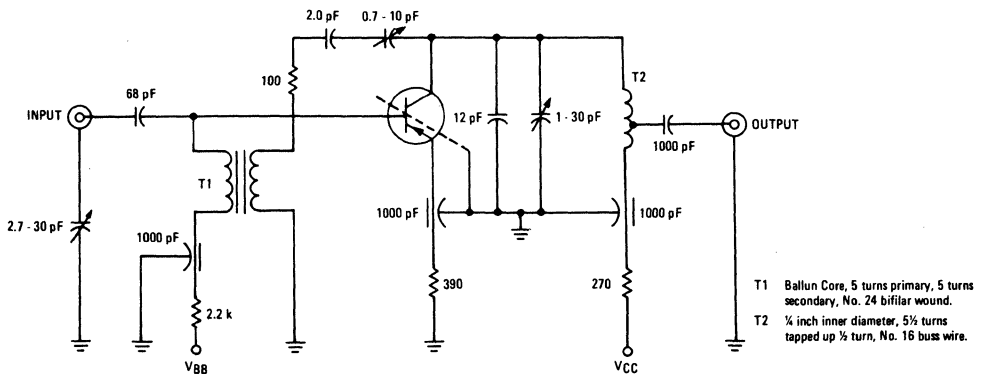 2.0 pF
0.7 - 10 pF
T2
100
68 pF
INPUT
12 pF
1 - 30 pF
OUTPUT
1000 pF
T1
2.7 - 30 pF
1000 pF
1000 pF
1000 pF
390
270
2.2 k
VBB
VCC
T1 Ballun Core, 5 turns primary, 5 turns
secondary, No. 24 bifilar wound.
T2 ¼ inch inner diameter, 5½ turns
tapped up ½ turn, No. 16 buss wire.